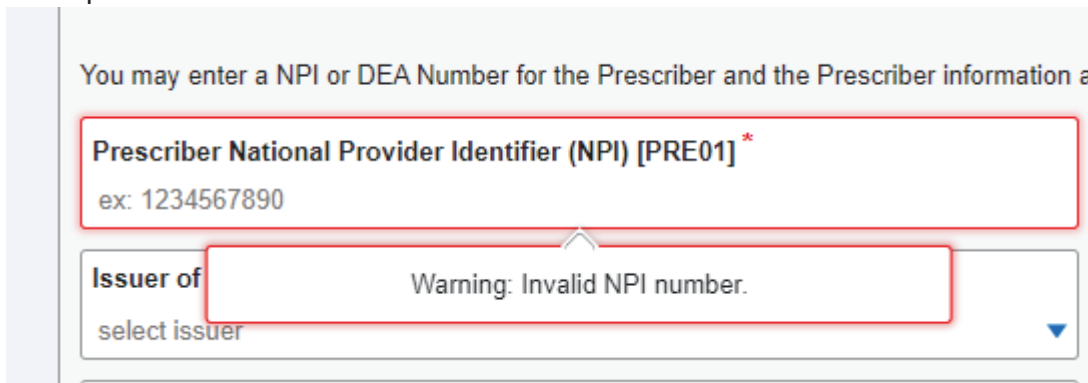 You may enter a NPI or DEA Number for the Prescriber and the Prescriber information
Prescriber National Provider Identifier (NPI) [PRE01] *
ex: 1234567890
Issuer of
Warning: Invalid NPI number.
select issuer